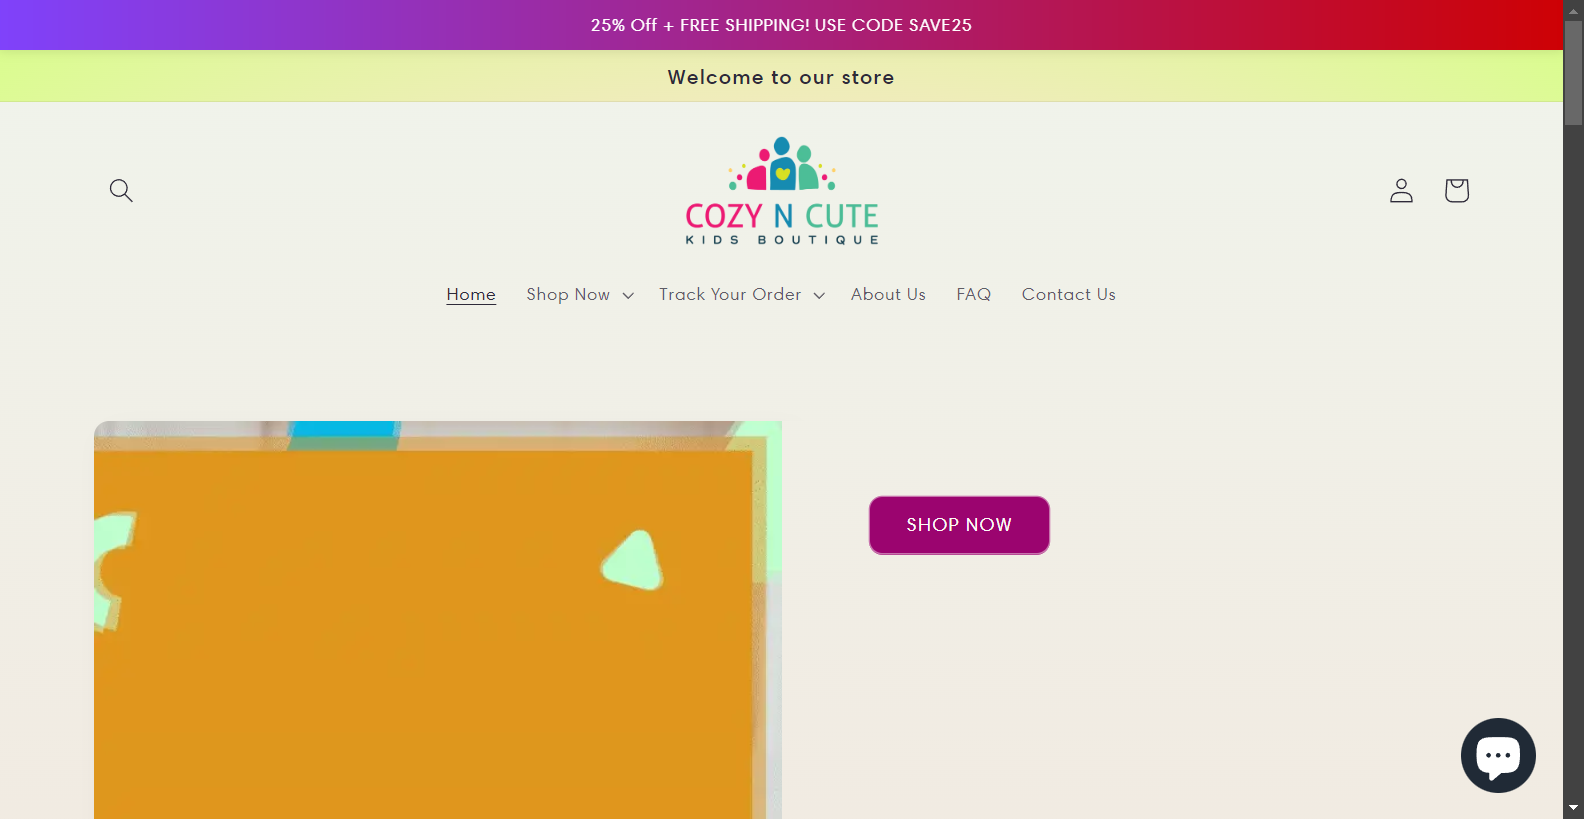 25% Off + FREE SHIPPING! USE CODE SAVE25
Welcome to our store
COZY N CUTE
KIDS BOUTIQUE
Home Shop Now Track Your Order About Us FAQ Contact Us
SHOP NOW